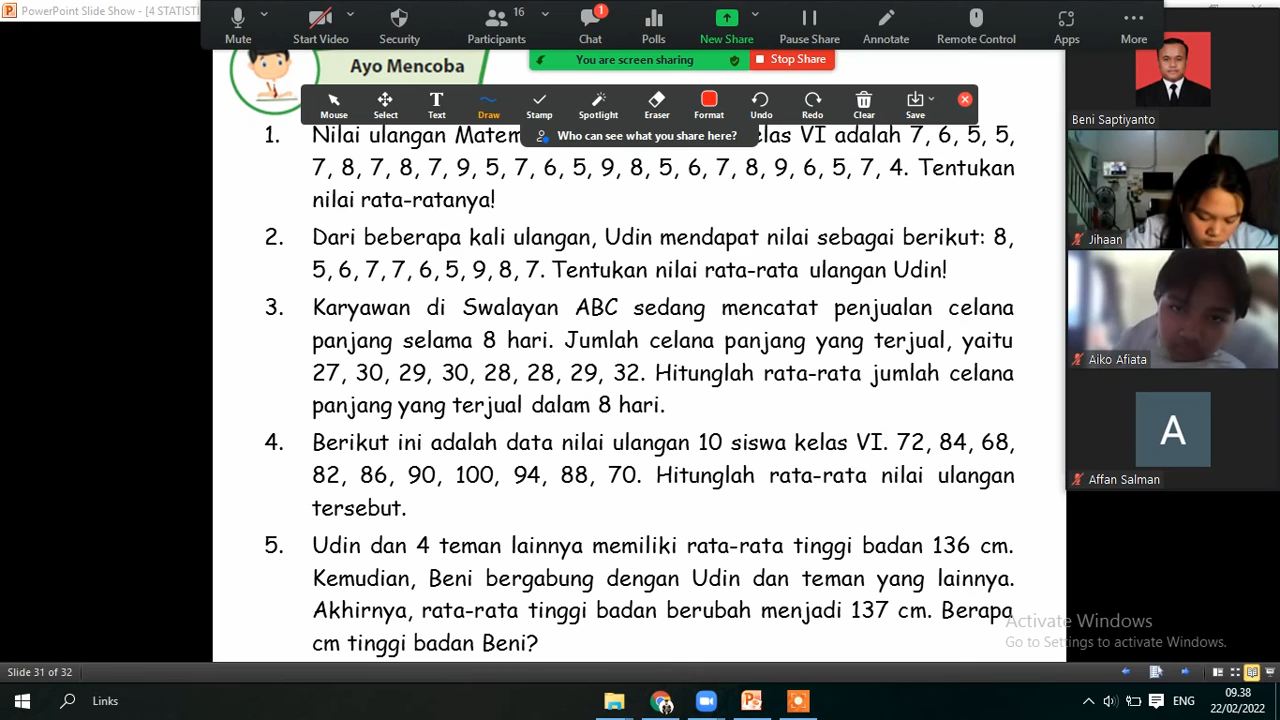 PowerPoint Slide Show - [4 STATIST
Mute
Start Video
Security
16
Participants
1
Chat
Polls
New Share
Pause Share
Annotate
Remote Control
Apps
More
You are screen sharing
Stop Share
Mouse
Select
Text
Draw
Stamp
Spotlight
Eraser
Format
Undo
Redo
Clear
Save
Who can see what you share here?
Ayo Mencoba
1. Nilai ulangan Matem elas VI adalah 7, 6, 5, 5,
7, 8, 7, 8, 7, 9, 5, 7, 6, 5, 9, 8, 5, 6, 7, 8, 9, 6, 5, 7, 4. Tentukan
nilai rata-ratanya!
2. Dari beberapa kali ulangan, Udin mendapat nilai sebagai berikut: 8,
5, 6, 7, 7, 6, 5, 9, 8, 7. Tentukan nilai rata-rata ulangan Udin!
3. Karyawan di Swalayan ABC sedang mencatat penjualan celana
panjang selama 8 hari. Jumlah celana panjang yang terjual, yaitu
27, 30, 29, 30, 28, 28, 29, 32. Hitunglah rata-rata jumlah celana
panjang yang terjual dalam 8 hari.
4. Berikut ini adalah data nilai ulangan 10 siswa kelas VI. 72, 84, 68,
82, 86, 90, 100, 94, 88, 70. Hitunglah rata-rata nilai ulangan
tersebut.
5. Udin dan 4 teman lainnya memiliki rata-rata tinggi badan 136 cm.
Kemudian, Beni bergabung dengan Udin dan teman yang lainnya.
Akhirnya, rata-rata tinggi badan berubah menjadi 137 cm. Berapa
cm tinggi badan Beni?
Beni Saptiyanto
Jihaan
Aiko Afiata
A
Affan Salman
Activate Windows
Go to Settings to activate Windows.
Slide 31 of 32
Links
ENG
09.38
22/02/2022